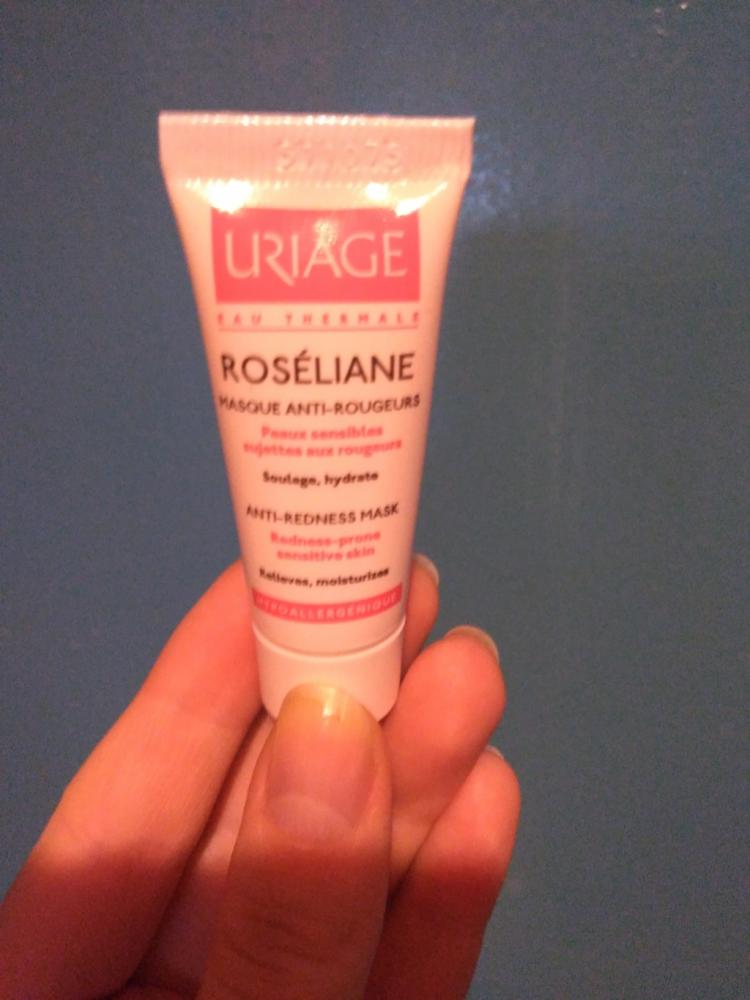 URIAGE
EAU THERMALE
ROSÉLIANE
MASQUE ANTI-ROUGEURS
Peaux sensibles
sujettes aux rougeurs
Soulage, hydrate
ANTI-REDNESS MASK
Redness-prone
sensitive skin
Relieves, moisturizes
HYPOALLERGÉNIQUE